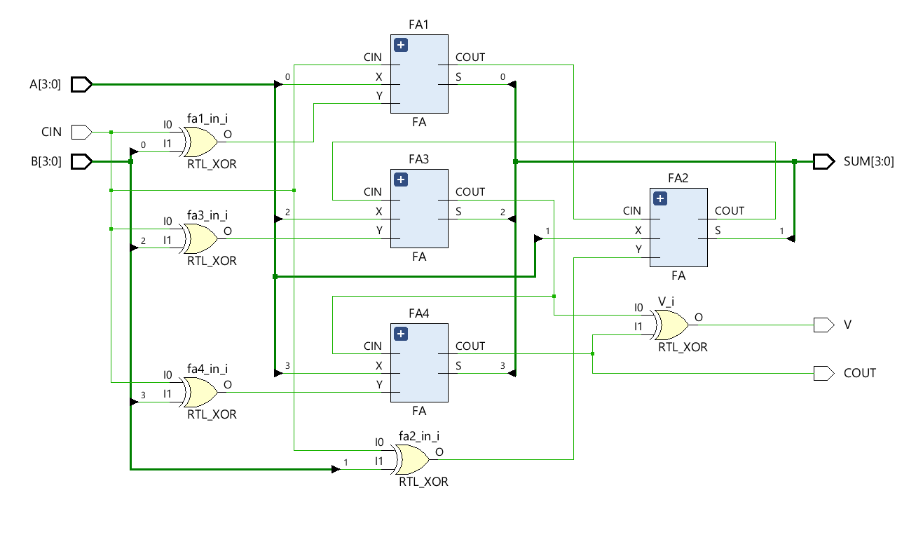 FA1
CIN
COUT
A[3:0]
0
X
S
0
Y
fa1_in_i
CIN
I0
O
0
I1
FA
B[3:0]
RTL_XOR
FA3
SUM[3:0]
FA2
CIN
COUT
fa3_in_i
2
X
S
2
CIN
COUT
I0
O
Y
1
X
S
1
2
I1
Y
RTL_XOR
FA
FA
V_i
FA4
I0
O
V
I1
CIN
COUT
RTL_XOR
fa4_in_i
3
X
S
3
COUT
I0
O
Y
3
I1
RTL_XOR
FA
fa2_in_i
I0
O
1
I1
RTL_XOR